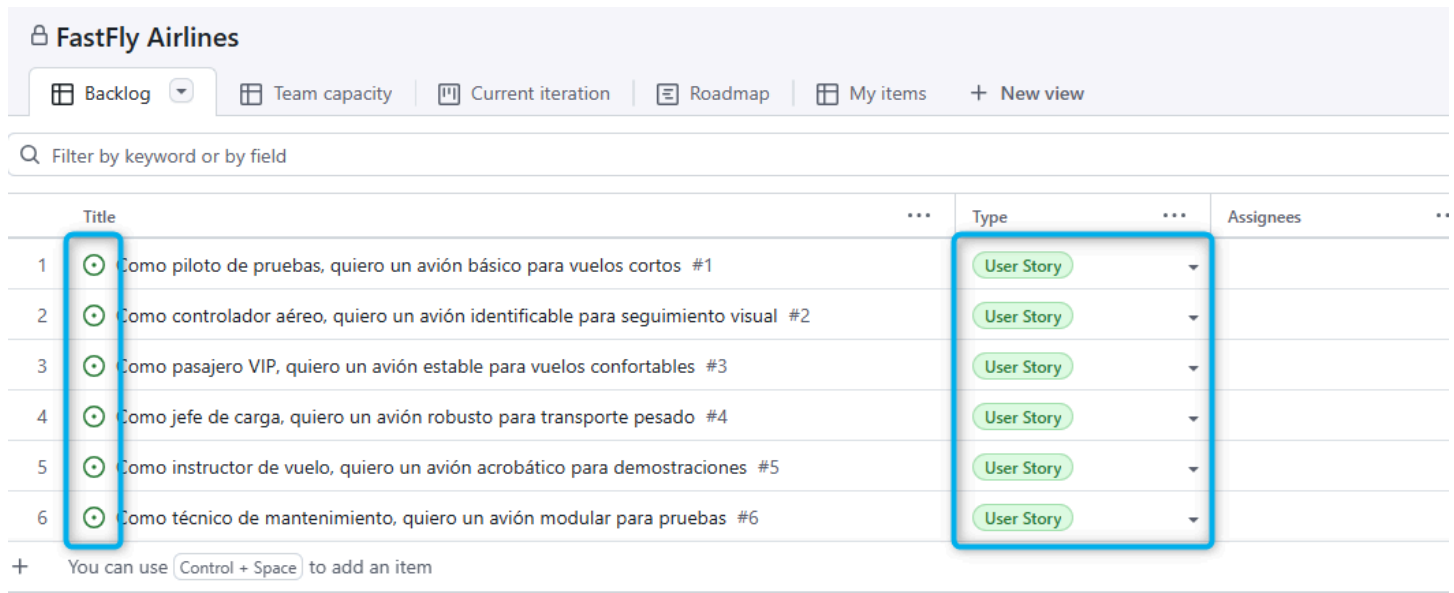 FastFly Airlines
Backlog Team capacity Current iteration Roadmap My items + New view
Filter by keyword or by field
Title ... Type ... Assignees
1 Como piloto de pruebas, quiero un avión básico para vuelos cortos #1 User Story
2 Como controlador aéreo, quiero un avión identificable para seguimiento visual #2 User Story
3 Como pasajero VIP, quiero un avión estable para vuelos confortables #3 User Story
4 Como jefe de carga, quiero un avión robusto para transporte pesado #4 User Story
5 Como instructor de vuelo, quiero un avión acrobático para demostraciones #5 User Story
6 Como técnico de mantenimiento, quiero un avión modular para pruebas #6 User Story
+ You can use Control + Space to add an item